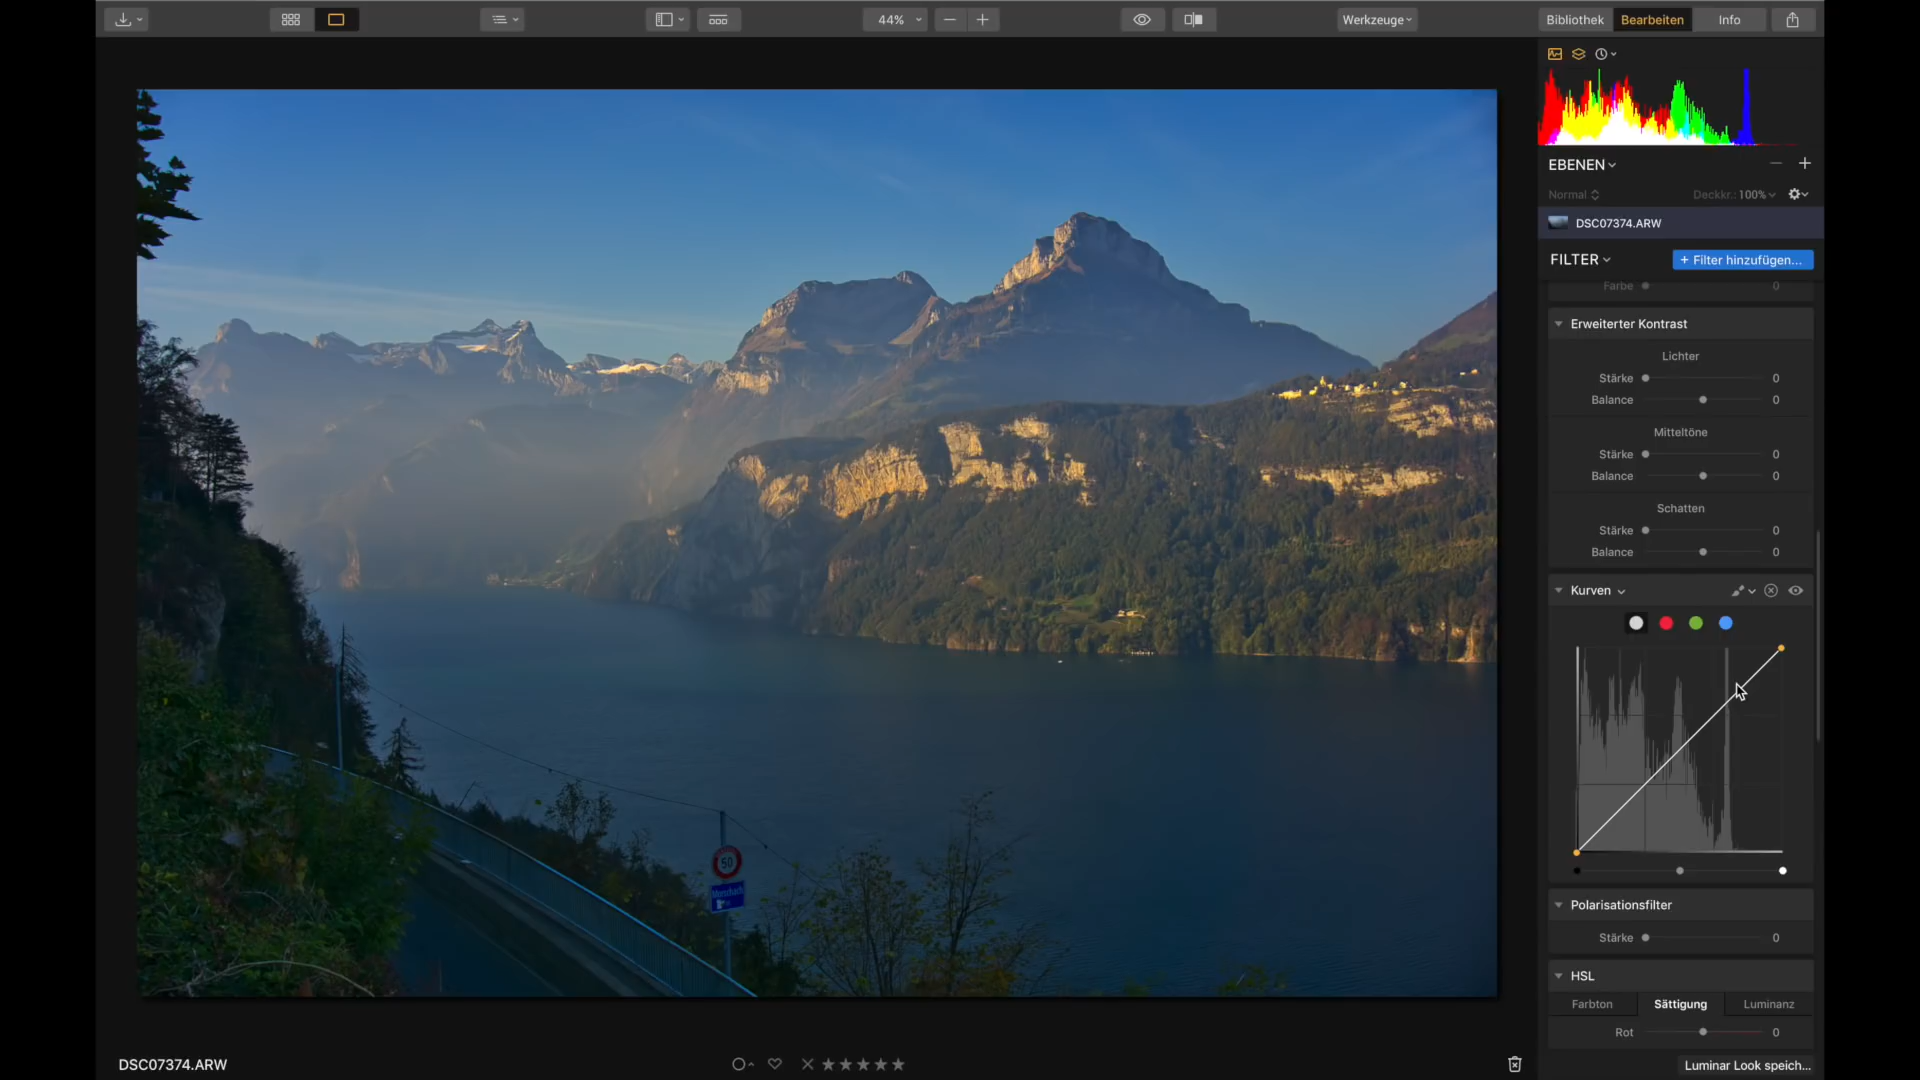 44%
Werkzeuge
Bibliothek
Bearbeiten
Info
EBENEN
Normal
Deckkr.: 100%
DSC07374.ARW
FILTER
+ Filter hinzufügen...
Farbe 0
Erweiterter Kontrast
Lichter
Stärke 0
Balance 0
Mitteltöne
Stärke 0
Balance 0
Schatten
Stärke 0
Balance 0
Kurven
Polarisationsfilter
Stärke 0
HSL
Farbton Sättigung Luminanz
Rot 0
Luminar Look speich...
50
Morschach
DSC07374.ARW